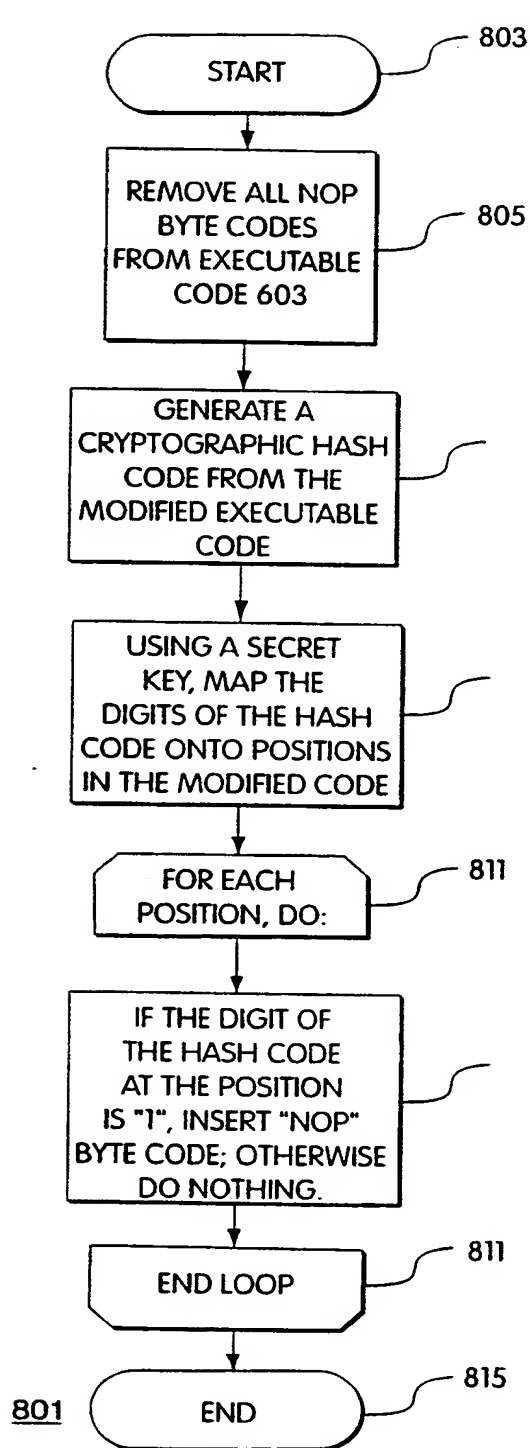 803
START
REMOVE ALL NOP
BYTE CODES
FROM EXECUTABLE
CODE 603
805
GENERATE A
CRYPTOGRAPHIC HASH
CODE FROM THE
MODIFIED EXECUTABLE
CODE
USING A SECRET
KEY, MAP THE
DIGITS OF THE HASH
CODE ONTO POSITIONS
IN THE MODIFIED CODE
FOR EACH
POSITION, DO:
811
IF THE DIGIT OF
THE HASH CODE
AT THE POSITION
IS "1", INSERT "NOP"
BYTE CODE; OTHERWISE
DO NOTHING.
END LOOP
811
END
815
801